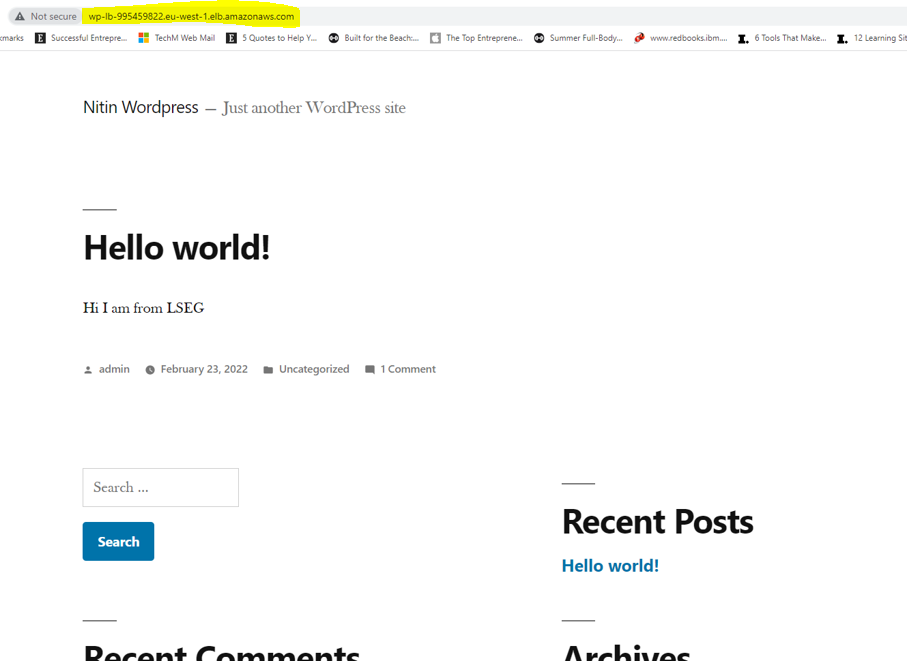 Not secure wp-lb-995459822.eu-west-1.elb.amazonaws.com
kmarks Successful Entrepre... TechM Web Mail 5 Quotes to Help Y... Built for the Beach:... The Top Entreprene... Summer Full-Body... www.redbooks.ibm.... 6 Tools That Make... 12 Learning Sit
Nitin Wordpress — Just another WordPress site
Hello world!
Hi I am from LSEG
admin February 23, 2022 Uncategorized 1 Comment
Search ...
Search
Recent Posts
Hello world!
Recent Comments
Archives